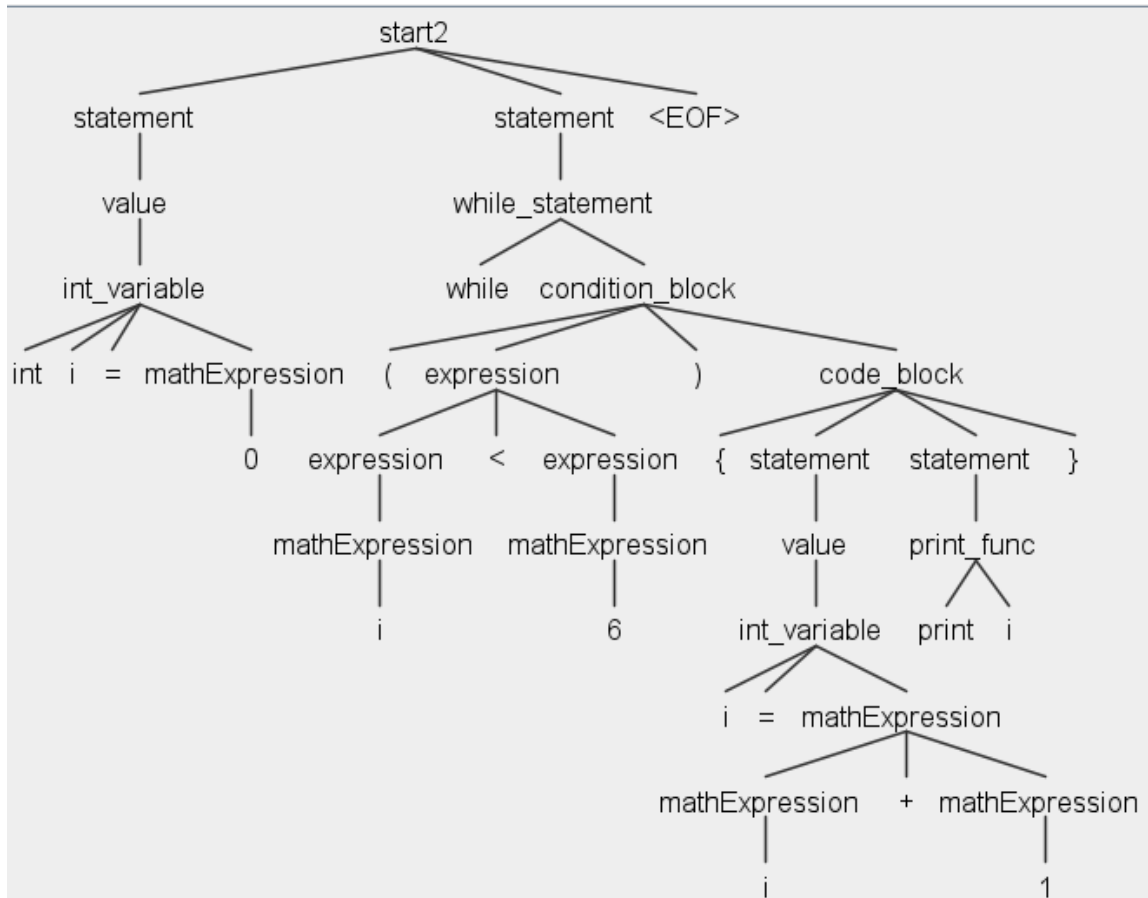 start2
statement statement <EOF>
value while_statement
int_variable while condition_block
int i = mathExpression ( expression ) code_block
0 expression < expression { statement statement }
mathExpression mathExpression value print_func
i 6 int_variable print i
i = mathExpression
mathExpression + mathExpression
i 1